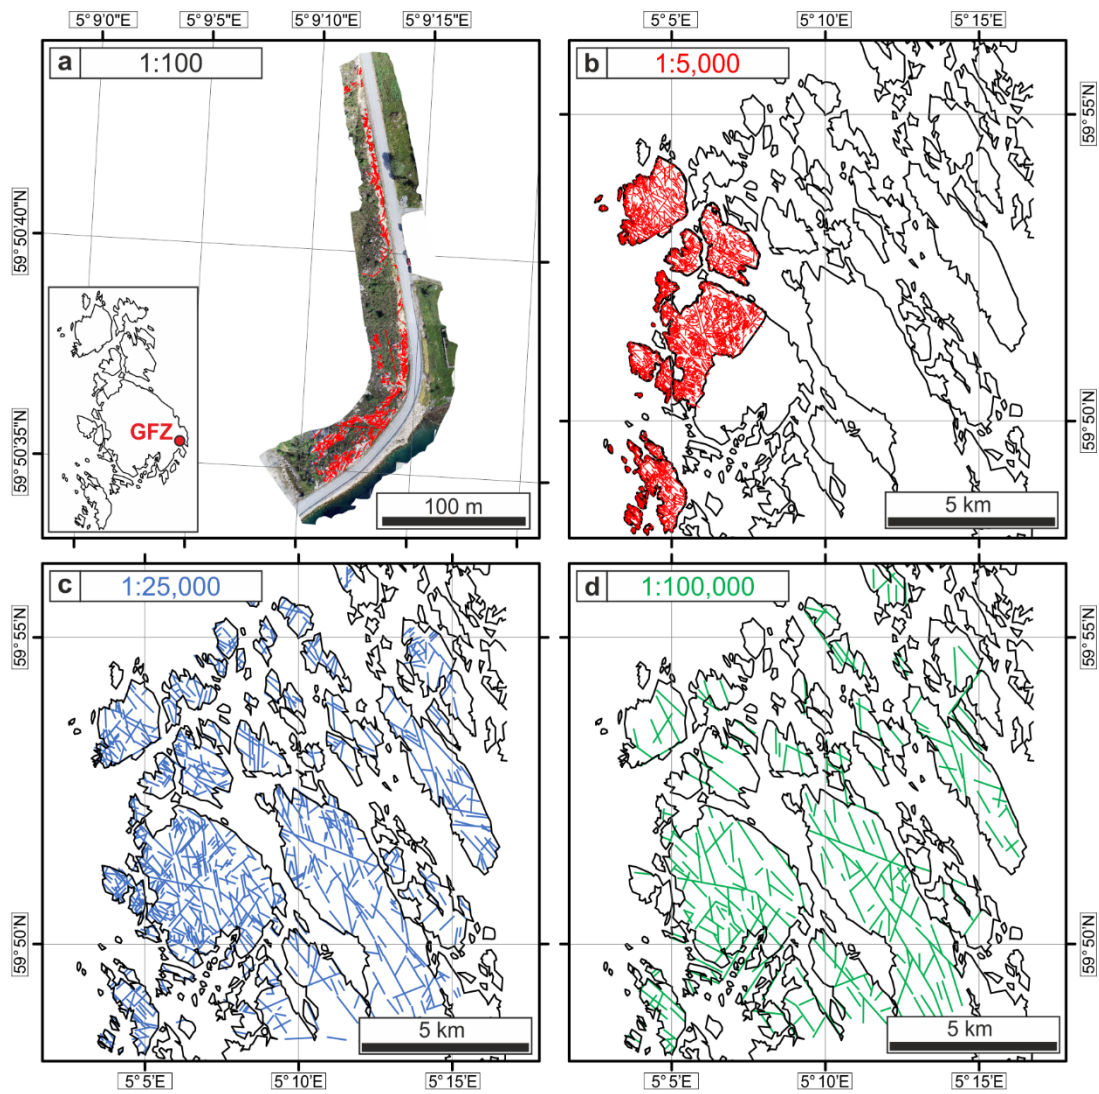 5° 9'0"E
5° 9'5"E
5° 9'10"E
5° 9'15"E
5° 5'E
5° 10'E
5° 15'E
a
1:100
b
1:5,000
59° 50'40"N
59° 50'35"N
59° 55'N
59° 50'N
GFZ
100 m
5 km
c
1:25,000
d
1:100,000
59° 55'N
59° 50'N
59° 55'N
59° 50'N
5 km
5 km
5° 5'E
5° 10'E
5° 15'E
5° 5'E
5° 10'E
5° 15'E